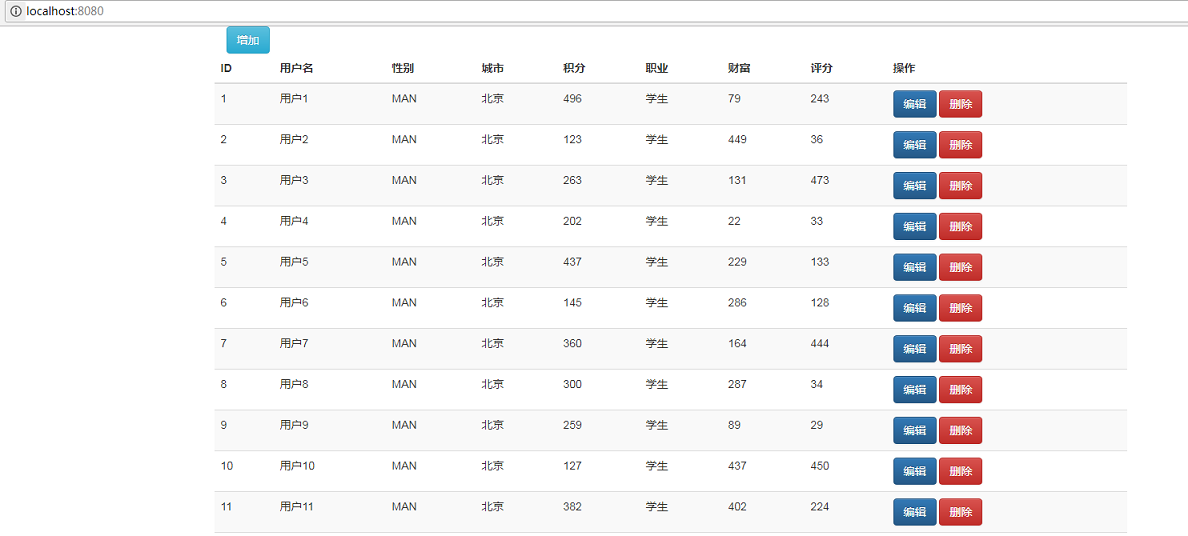 localhost:8080
增加
ID 用户名 性别 城市 积分 职业 财富 评分 操作
1 用户1 MAN 北京 496 学生 79 243 编辑 删除
2 用户2 MAN 北京 123 学生 449 36 编辑 删除
3 用户3 MAN 北京 263 学生 131 473 编辑 删除
4 用户4 MAN 北京 202 学生 22 33 编辑 删除
5 用户5 MAN 北京 437 学生 229 133 编辑 删除
6 用户6 MAN 北京 145 学生 286 128 编辑 删除
7 用户7 MAN 北京 360 学生 164 444 编辑 删除
8 用户8 MAN 北京 300 学生 287 34 编辑 删除
9 用户9 MAN 北京 259 学生 89 29 编辑 删除
10 用户10 MAN 北京 127 学生 437 450 编辑 删除
11 用户11 MAN 北京 382 学生 402 224 编辑 删除